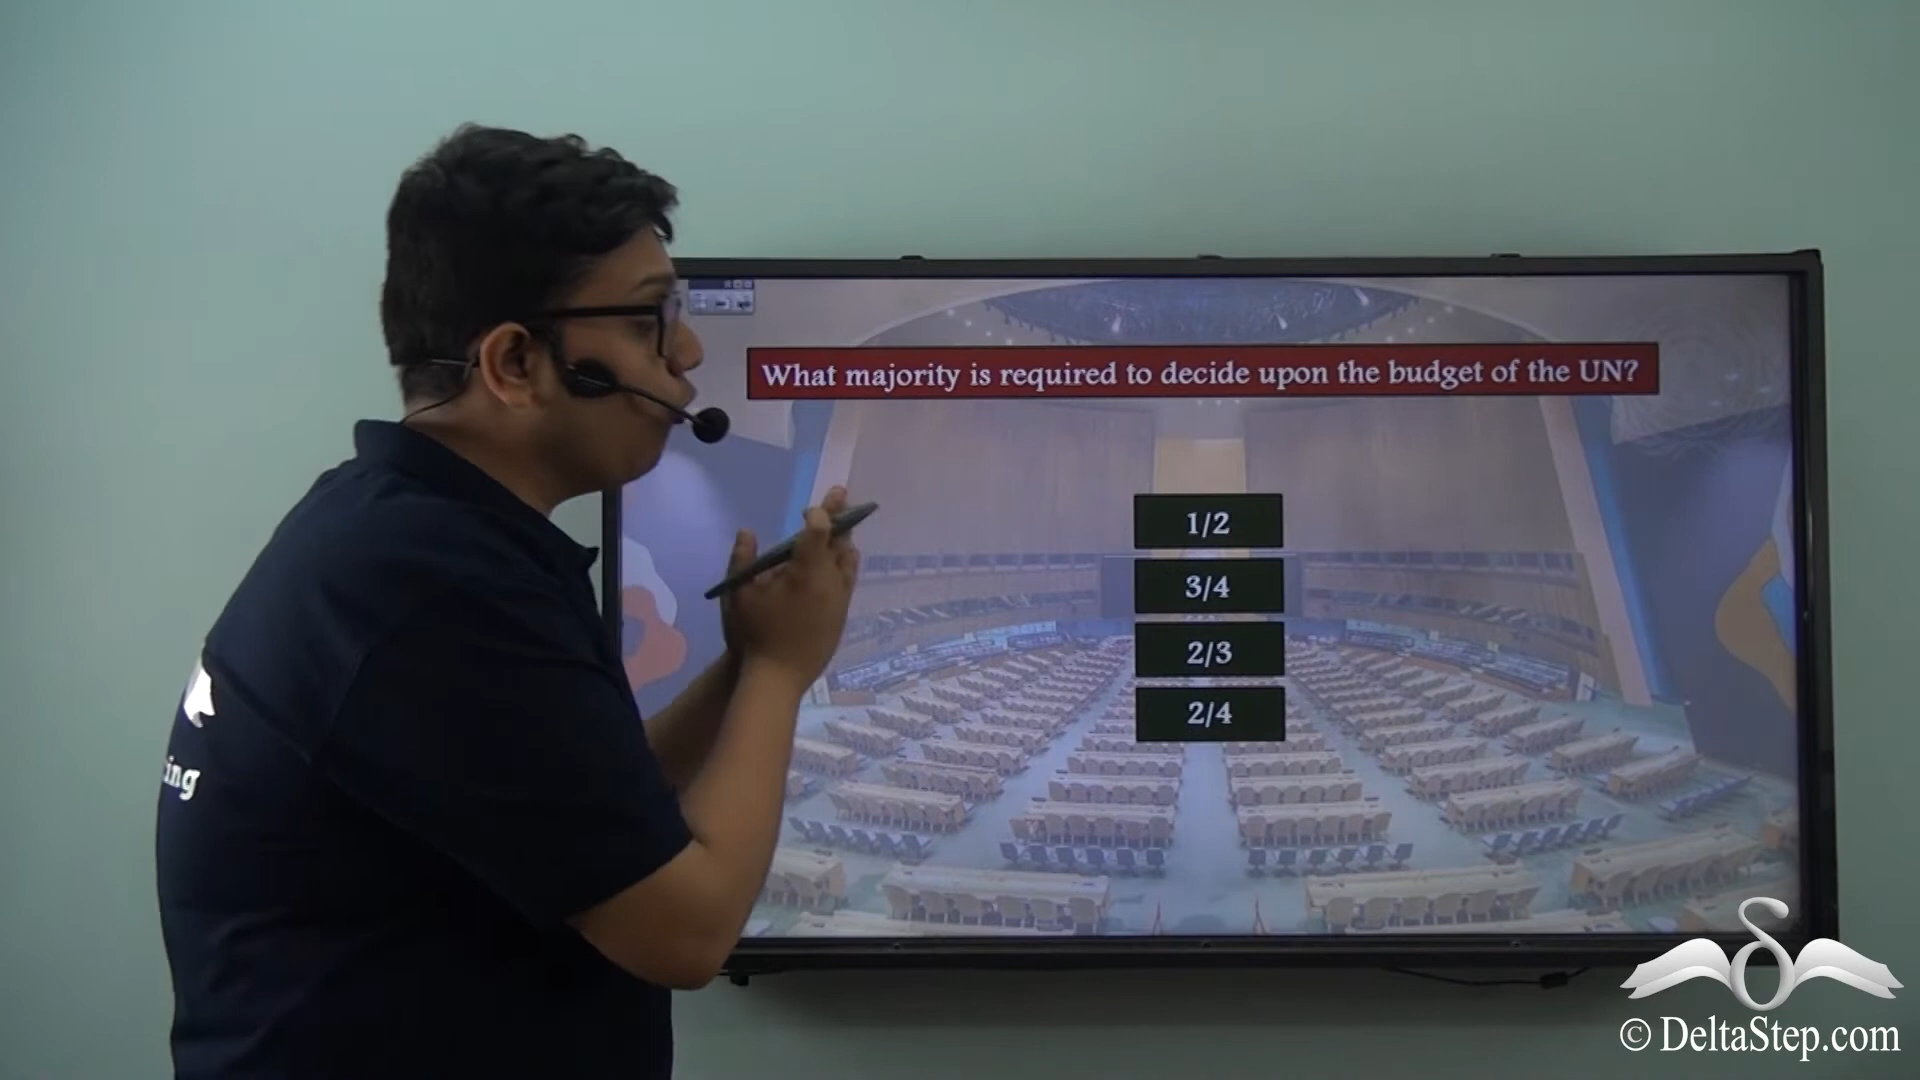 What majority is required to decide upon the budget of the UN?
1/2
3/4
2/3
2/4
ing
© DeltaStep.com